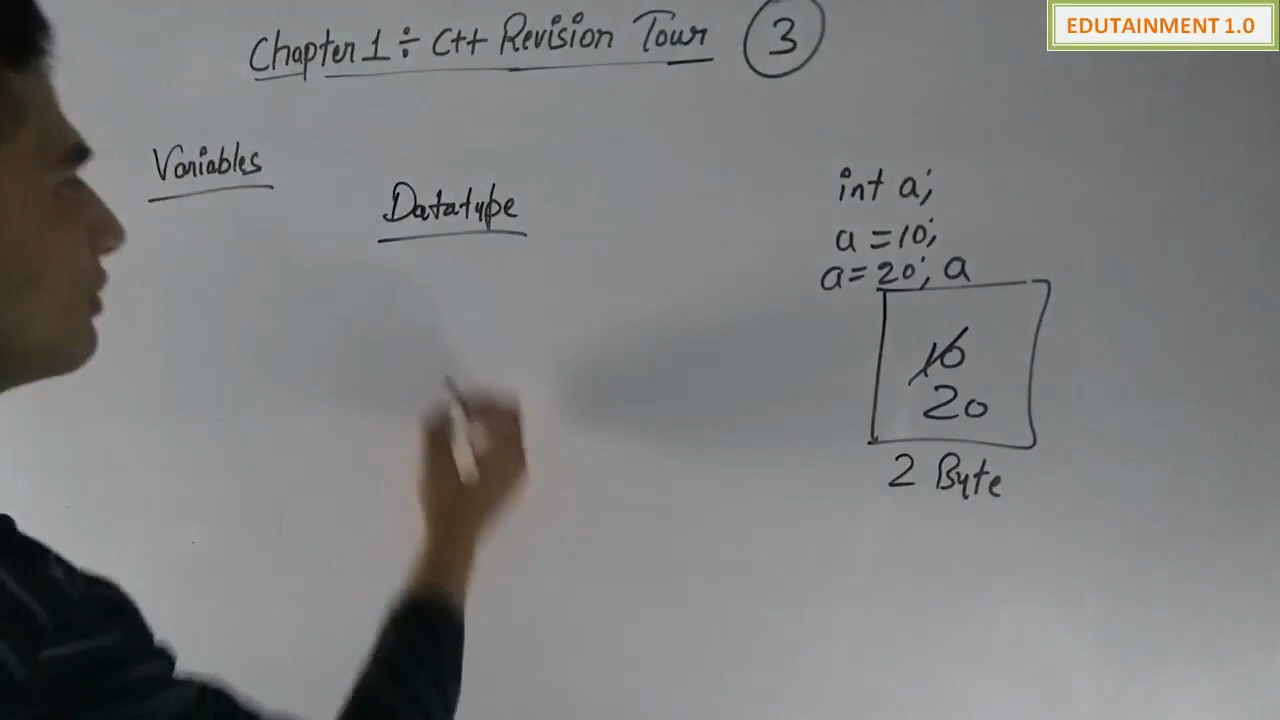 EDUTAINMENT 1.0
Chapter 1 ÷ C++ Revision Tour 3
Variables
Datatype
int a;
a = 10;
a = 20; a
10
20
2 Byte